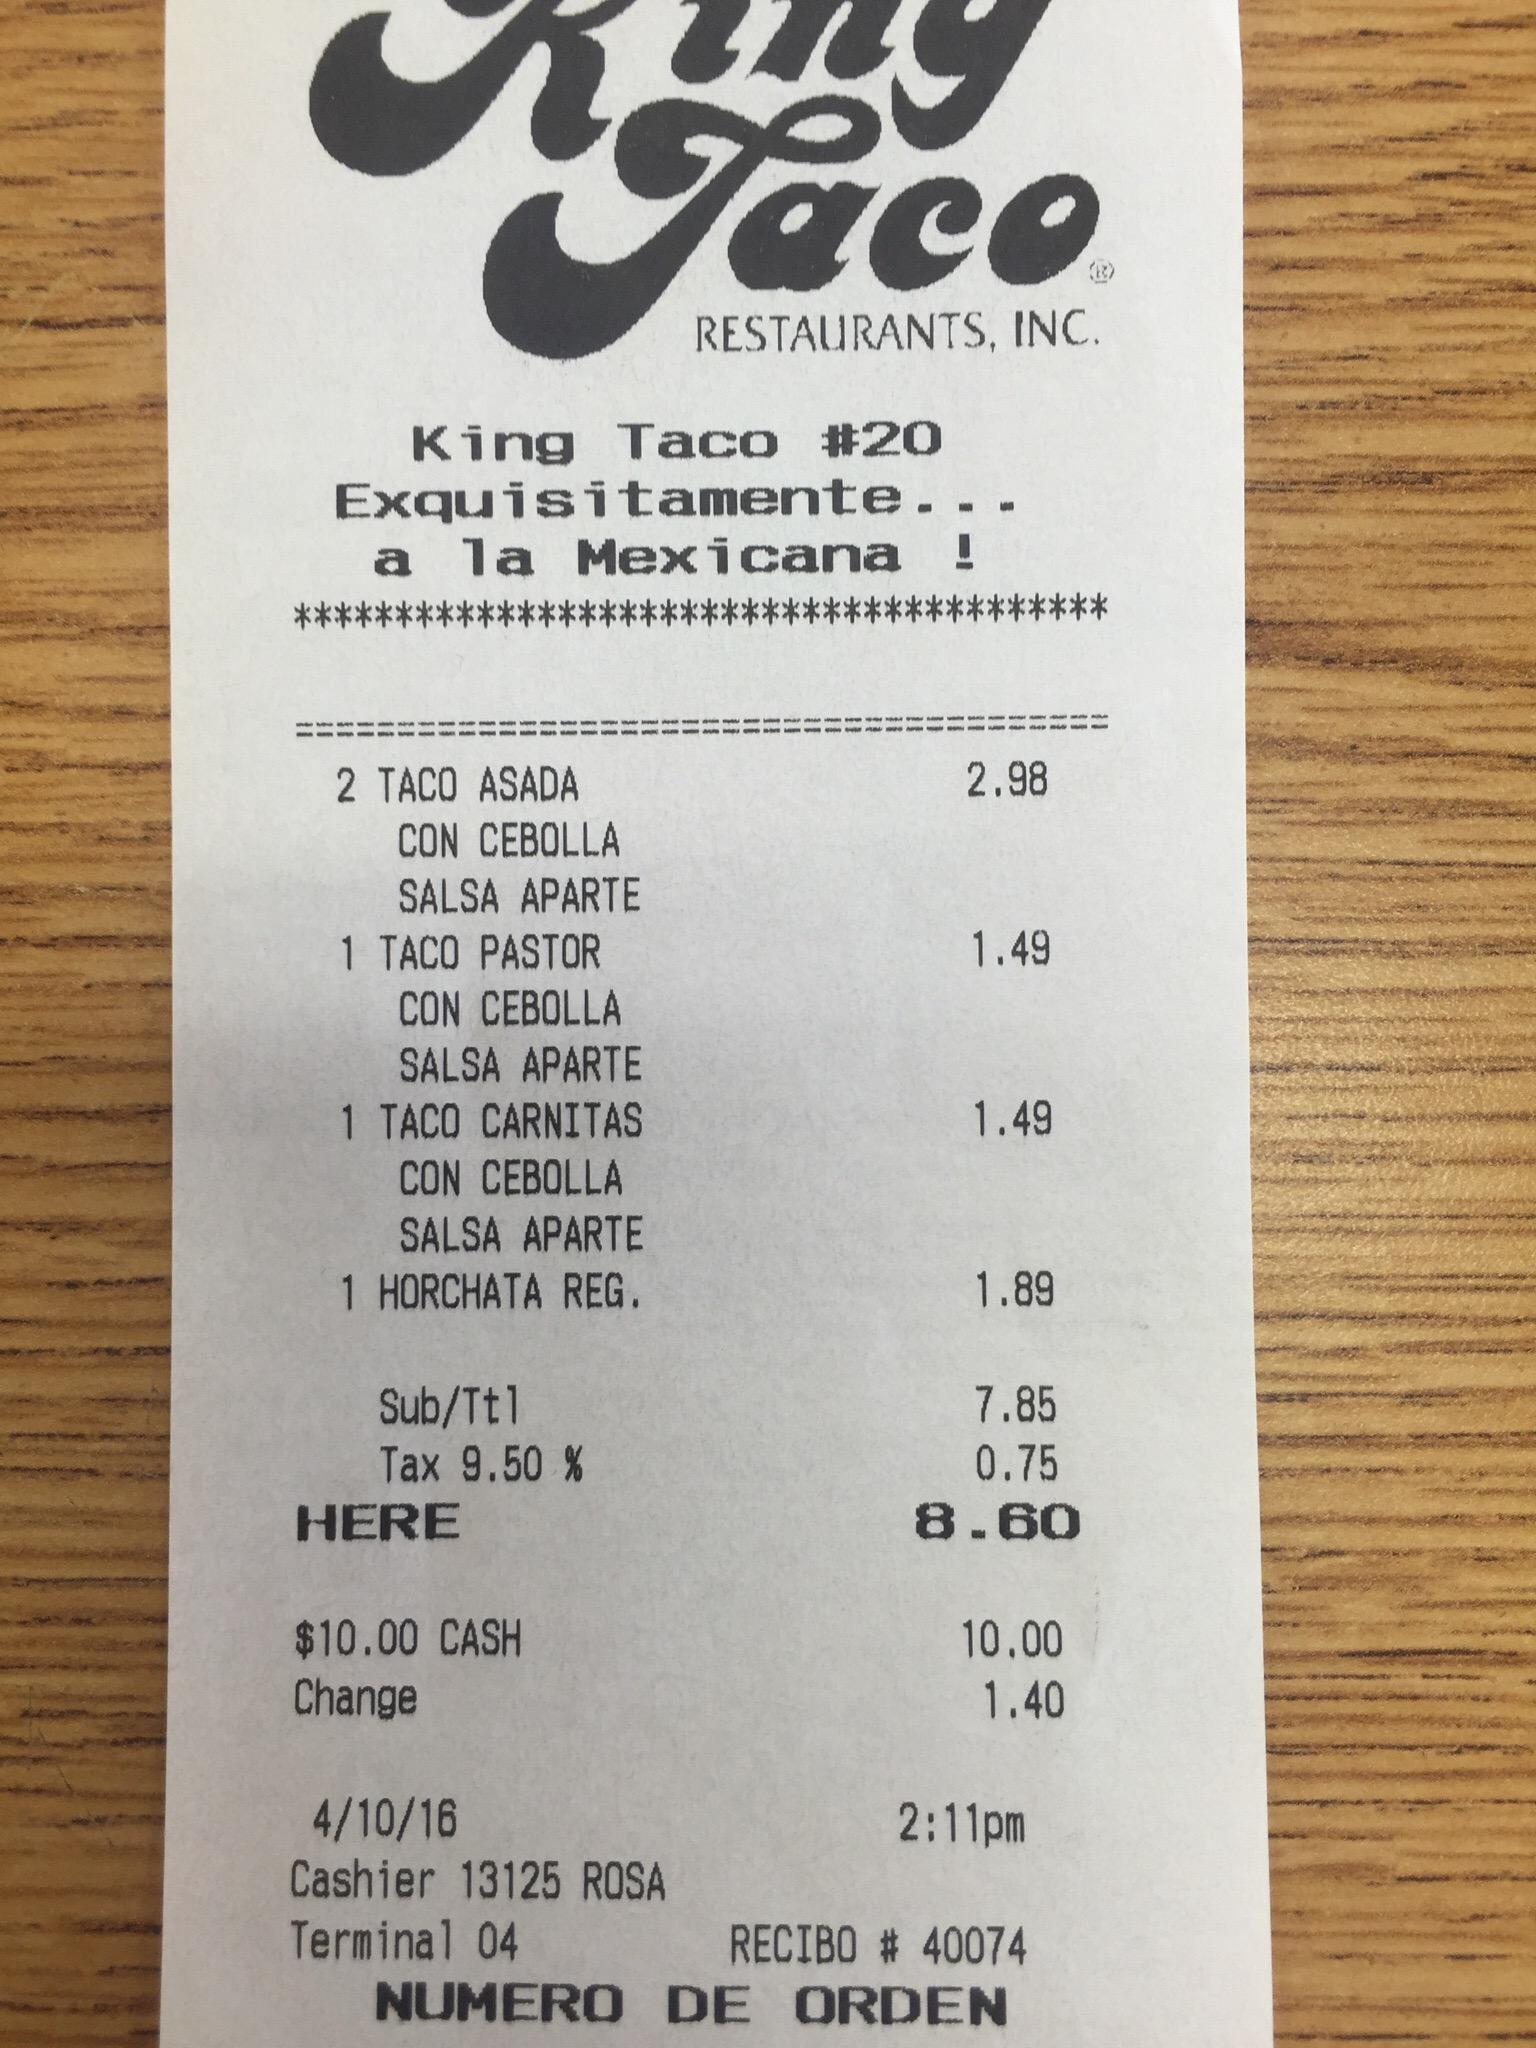 King
Taco®
RESTAURANTS, INC.
King Taco #20
Exquisitamente...
a la Mexicana !
****************************************
========================================
2 TACO ASADA 2.98
CON CEBOLLA
SALSA APARTE
1 TACO PASTOR 1.49
CON CEBOLLA
SALSA APARTE
1 TACO CARNITAS 1.49
CON CEBOLLA
SALSA APARTE
1 HORCHATA REG. 1.89
Sub/Ttl 7.85
Tax 9.50 % 0.75
HERE 8.60
$10.00 CASH 10.00
Change 1.40
4/10/16 2:11pm
Cashier 13125 ROSA
Terminal 04 RECIBO # 40074
NUMERO DE ORDEN